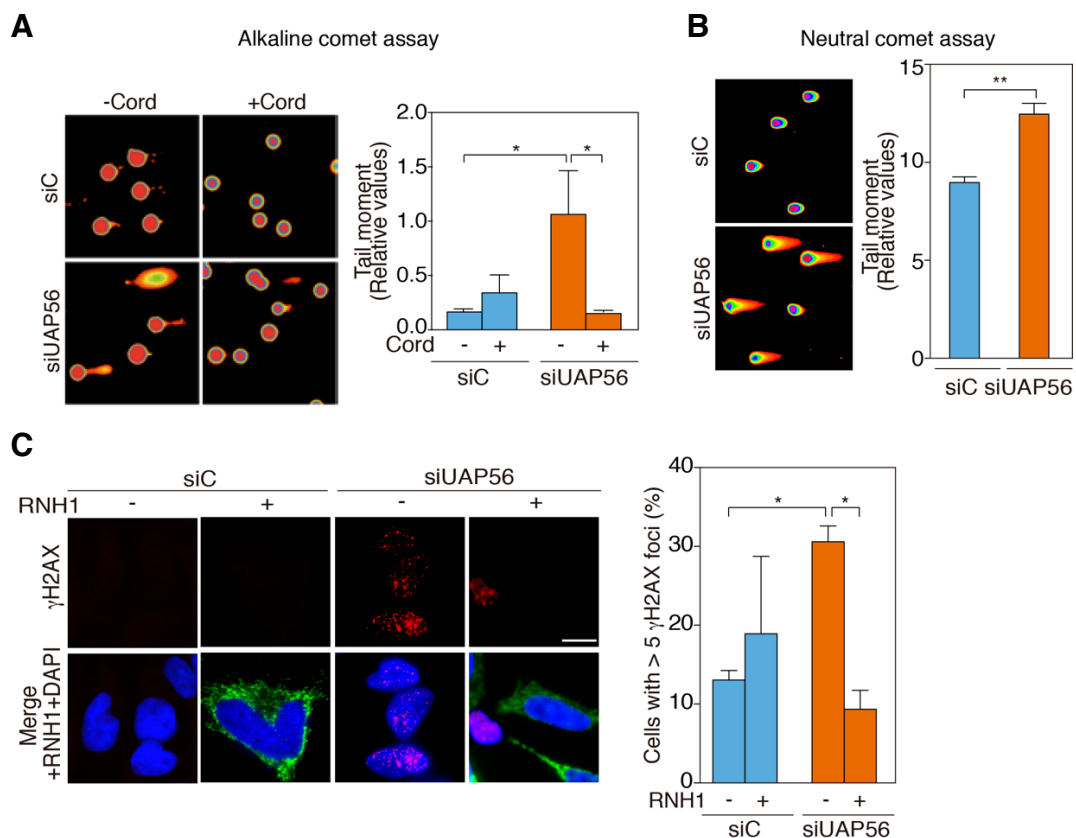 A
Alkaline comet assay
-Cord +Cord
siC
siUAP56
Tail moment
(Relative values)
2.0
1.5
1.0
0.5
0.0
* *
Cord - + - +
siC siUAP56
B
Neutral comet assay
siC
siUAP56
Tail moment
(Relative values)
15
10
5
0
**
siC siUAP56
C
siC siUAP56
RNH1 - + - +
γH2AX
Merge
+RNH1+DAPI
Cells with > 5 γH2AX foci (%)
40
30
20
10
0
* *
RNH1 - + - +
siC siUAP56